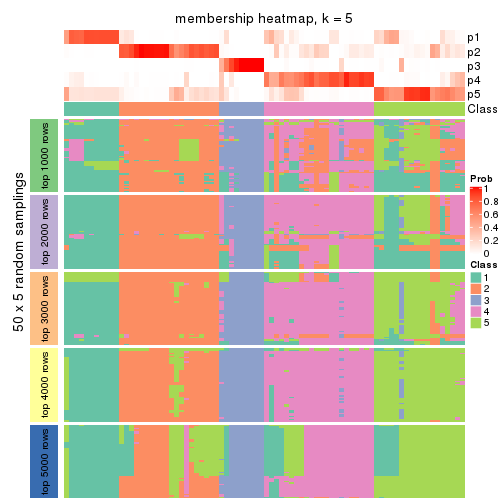 membership heatmap, k = 5
p1
p2
p3
p4
p5
Class
50 x 5 random samplings
top 1000 rows
top 2000 rows
top 3000 rows
top 4000 rows
top 5000 rows
Prob
1
0.8
0.6
0.4
0.2
0
Class
1
2
3
4
5